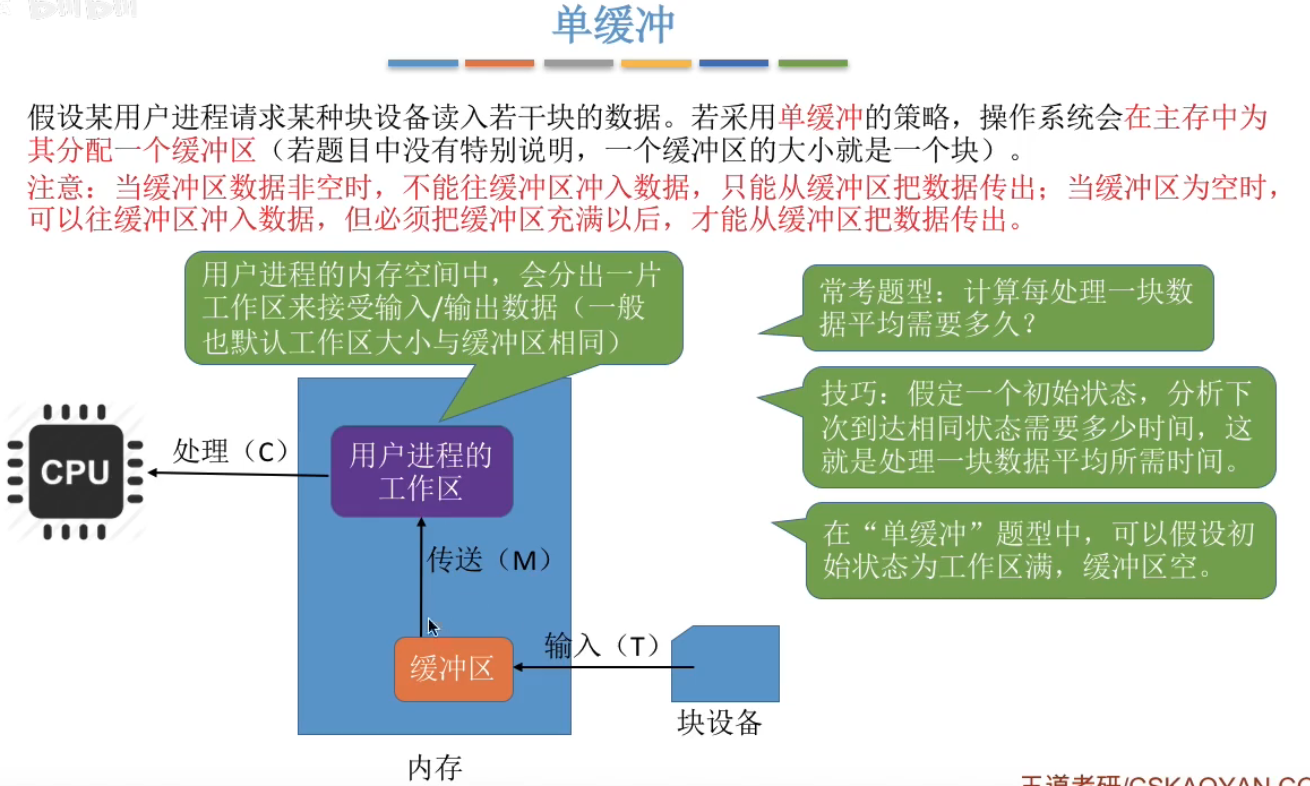 单缓冲
假设某用户进程请求某种块设备读入若干块的数据。若采用单缓冲的策略，操作系统会在主存中为
其分配一个缓冲区（若题目中没有特别说明，一个缓冲区的大小就是一个块）。
注意：当缓冲区数据非空时，不能往缓冲区冲入数据，只能从缓冲区把数据传出；当缓冲区为空时，
可以往缓冲区冲入数据，但必须把缓冲区充满以后，才能从缓冲区把数据传出。
用户进程的内存空间中，会分出一片
工作区来接受输入/输出数据（一般
也默认工作区大小与缓冲区相同）
常考题型：计算每处理一块数
据平均需要多久？
技巧：假定一个初始状态，分析下
次到达相同状态需要多少时间，这
就是处理一块数据平均所需时间。
在“单缓冲”题型中，可以假设初
始状态为工作区满，缓冲区空。
CPU
处理（C）
用户进程的
工作区
传送（M）
缓冲区
输入（T）
块设备
内存
王道考研/CSKAOYAN.CO